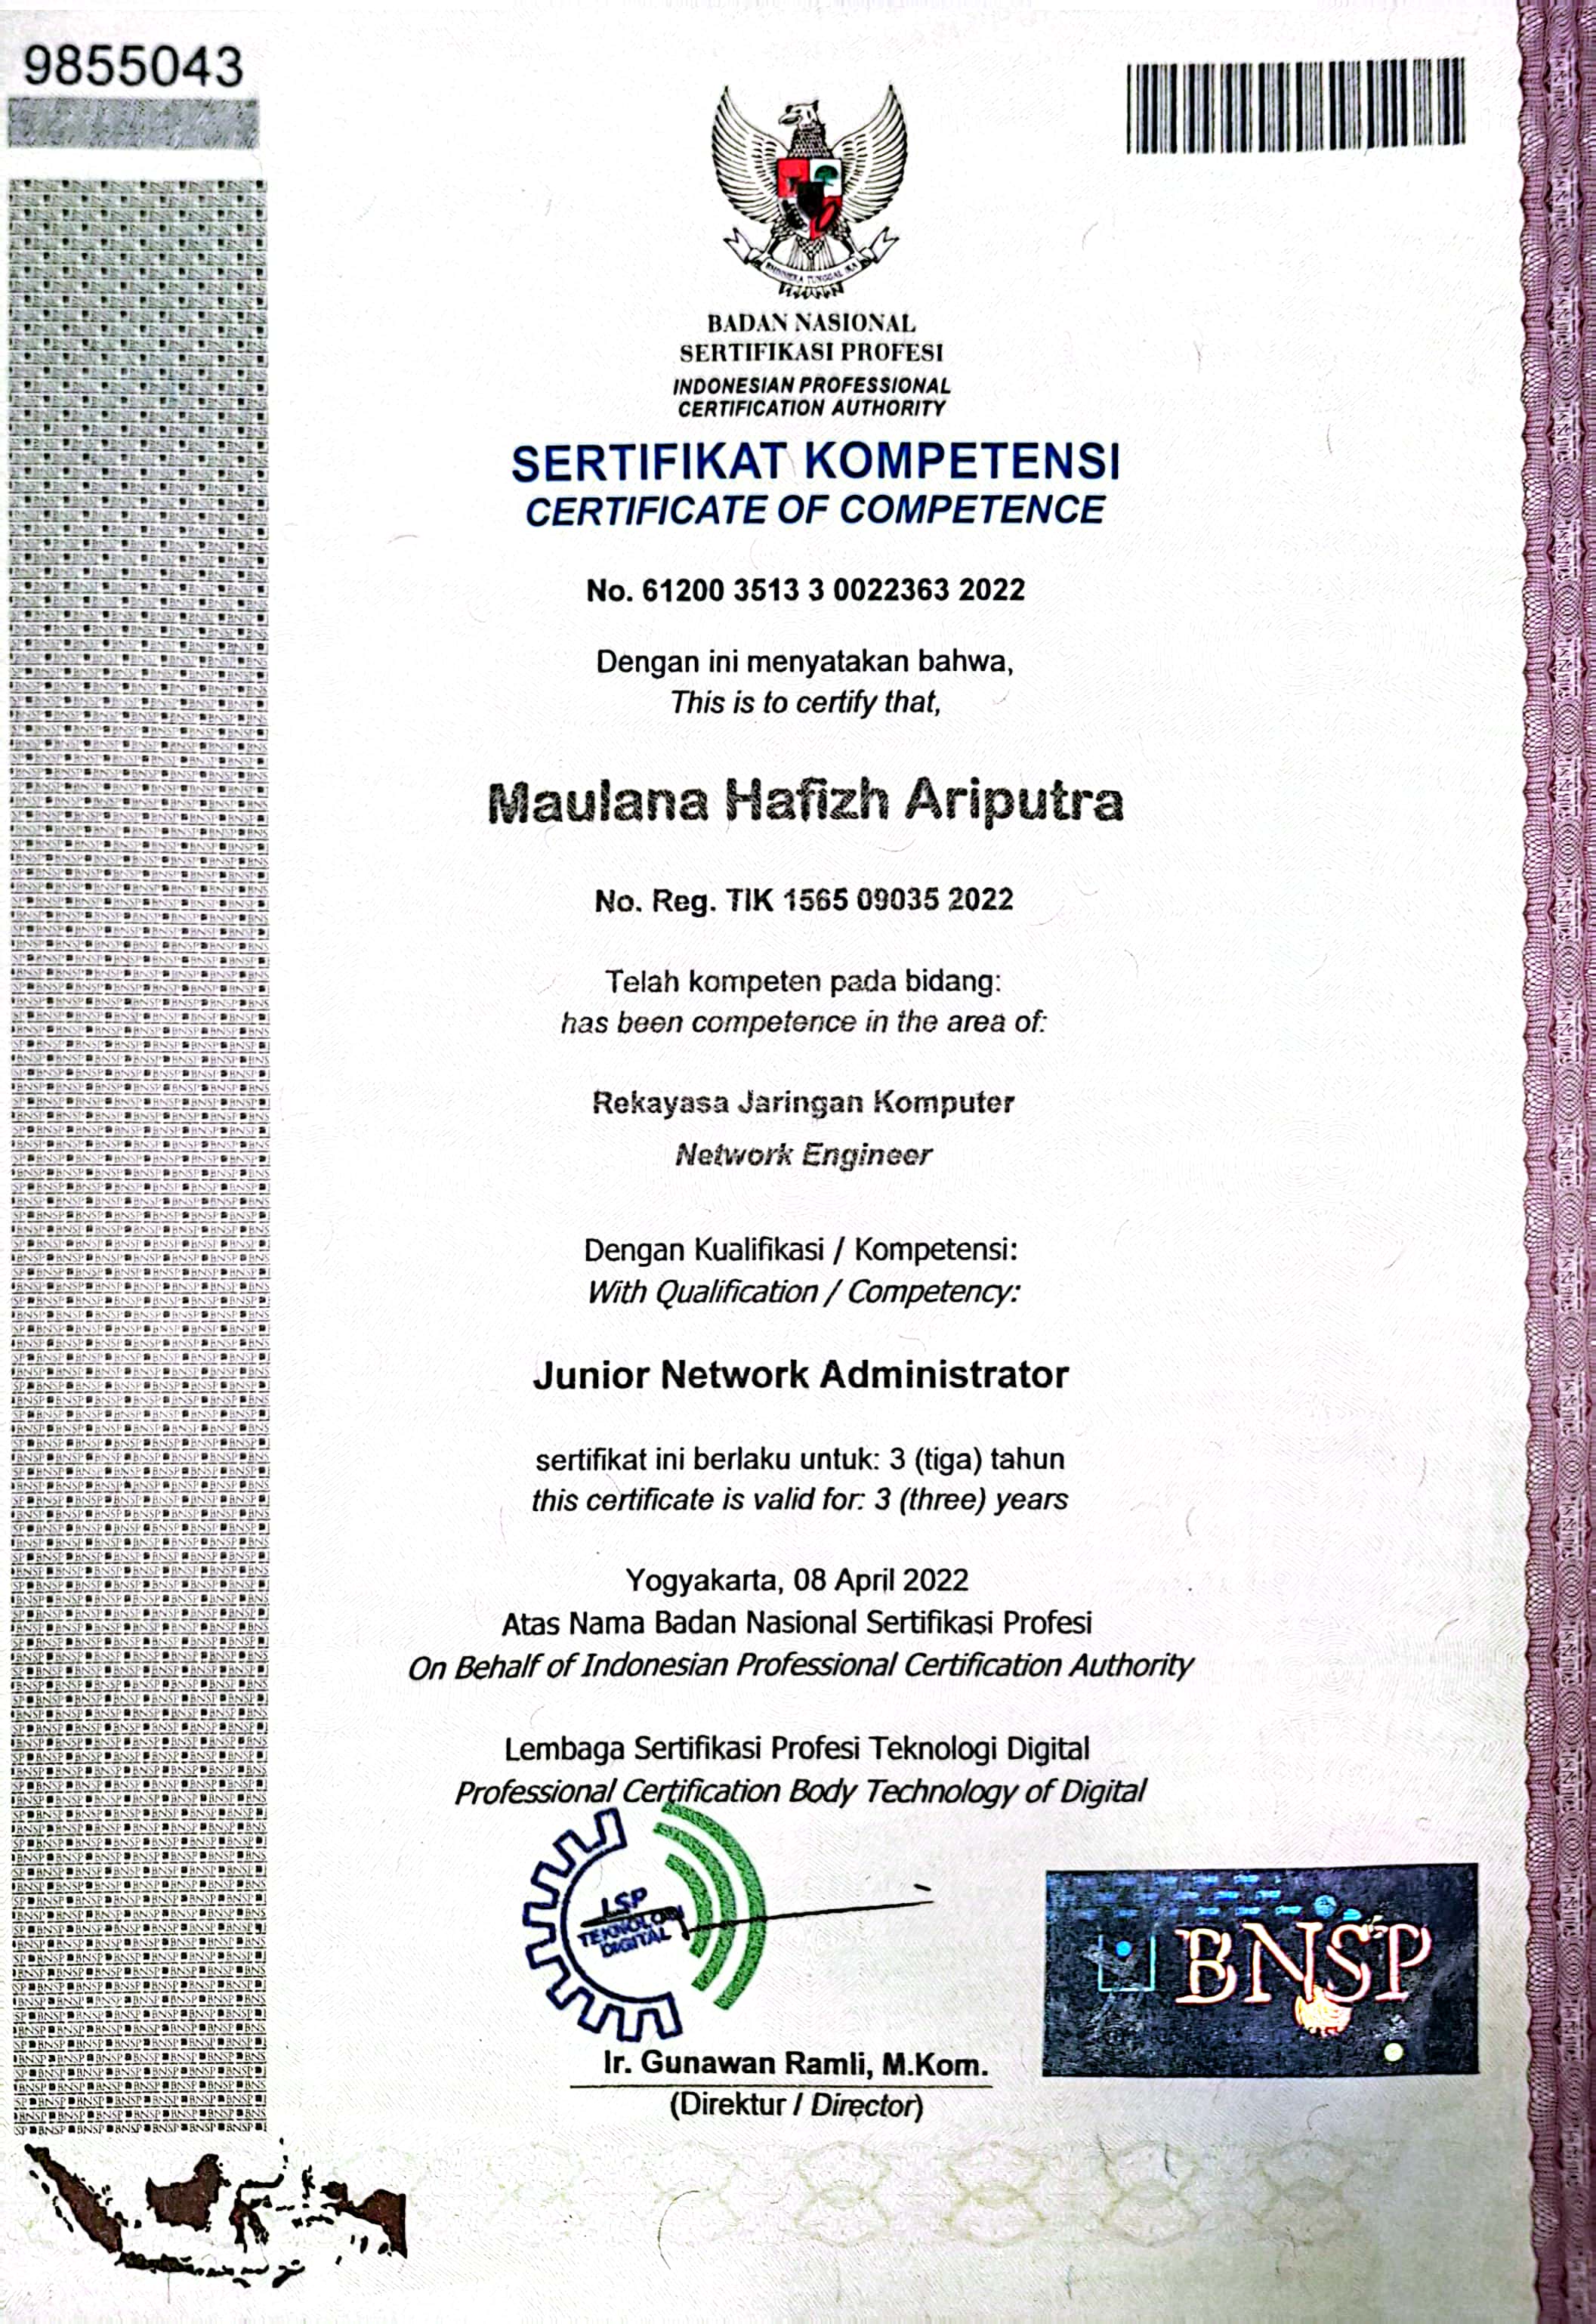 9855043
BHINNEKA TUNGGAL IKA
BADAN NASIONAL
SERTIFIKASI PROFESI
INDONESIAN PROFESSIONAL
CERTIFICATION AUTHORITY
SERTIFIKAT KOMPETENSI
CERTIFICATE OF COMPETENCE
No. 61200 3513 3 0022363 2022
Dengan ini menyatakan bahwa,
This is to certify that,
Maulana Hafizh Ariputra
No. Reg. TIK 1565 09035 2022
Telah kompeten pada bidang:
has been competence in the area of:
Rekayasa Jaringan Komputer
Network Engineer
Dengan Kualifikasi / Kompetensi:
With Qualification / Competency:
Junior Network Administrator
sertifikat ini berlaku untuk: 3 (tiga) tahun
this certificate is valid for: 3 (three) years
Yogyakarta, 08 April 2022
Atas Nama Badan Nasional Sertifikasi Profesi
On Behalf of Indonesian Professional Certification Authority
Lembaga Sertifikasi Profesi Teknologi Digital
Professional Certification Body Technology of Digital
LSP
TEKNOLOGI
DIGITAL
BNSP
Ir. Gunawan Ramli, M.Kom.
(Direktur / Director)